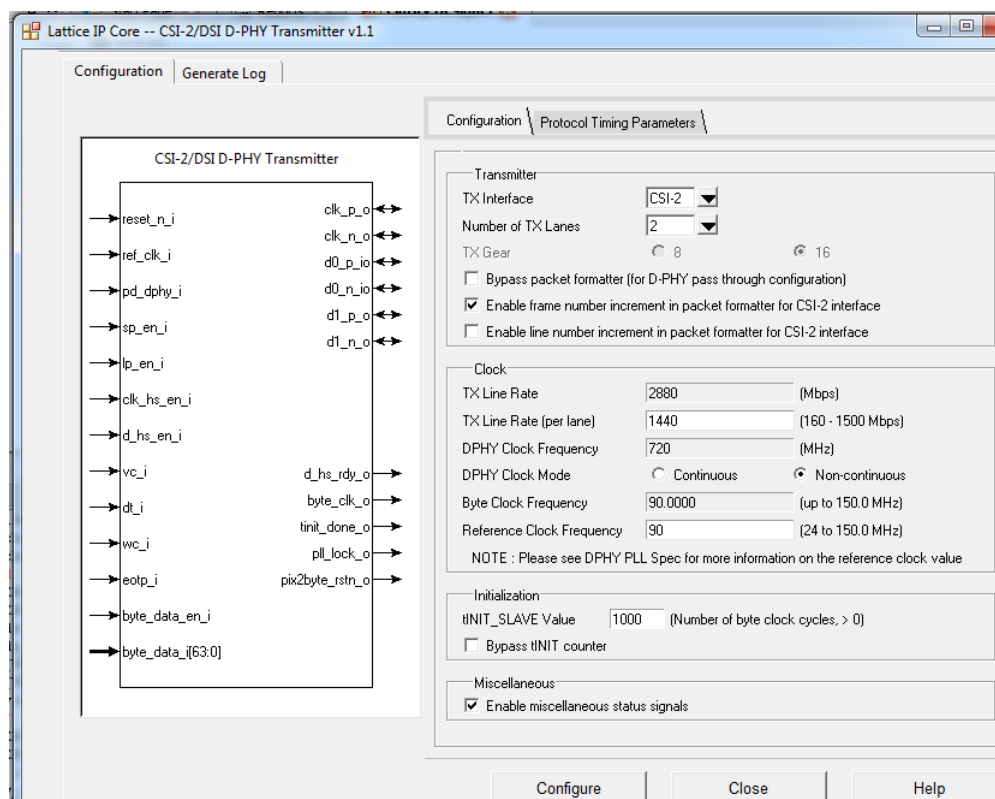 Lattice IP Core -- CSI-2/DSI D-PHY Transmitter v1.1
Configuration Generate Log
Configuration Protocol Timing Parameters
CSI-2/DSI D-PHY Transmitter
reset_n_i
ref_clk_i
pd_dphy_i
sp_en_i
lp_en_i
clk_hs_en_i
d_hs_en_i
vc_i
dt_i
wc_i
eotp_i
byte_data_en_i
byte_data_i[63:0]
clk_p_o
clk_n_o
d0_p_io
d0_n_io
d1_p_o
d1_n_o
d_hs_rdy_o
byte_clk_o
tinit_done_o
pll_lock_o
pix2byte_rstn_o
Transmitter
TX Interface CSI-2
Number of TX Lanes 2
TX Gear 8 16
Bypass packet formatter (for D-PHY pass through configuration)
Enable frame number increment in packet formatter for CSI-2 interface
Enable line number increment in packet formatter for CSI-2 interface
Clock
TX Line Rate 2880 (Mbps)
TX Line Rate (per lane) 1440 (160 - 1500 Mbps)
DPHY Clock Frequency 720 (MHz)
DPHY Clock Mode Continuous Non-continuous
Byte Clock Frequency 90.0000 (up to 150.0 MHz)
Reference Clock Frequency 90 (24 to 150.0 MHz)
NOTE : Please see DPHY PLL Spec for more information on the reference clock value
Initialization
tINIT_SLAVE Value 1000 (Number of byte clock cycles, > 0)
Bypass tINIT counter
Miscellaneous
Enable miscellaneous status signals
Configure Close Help